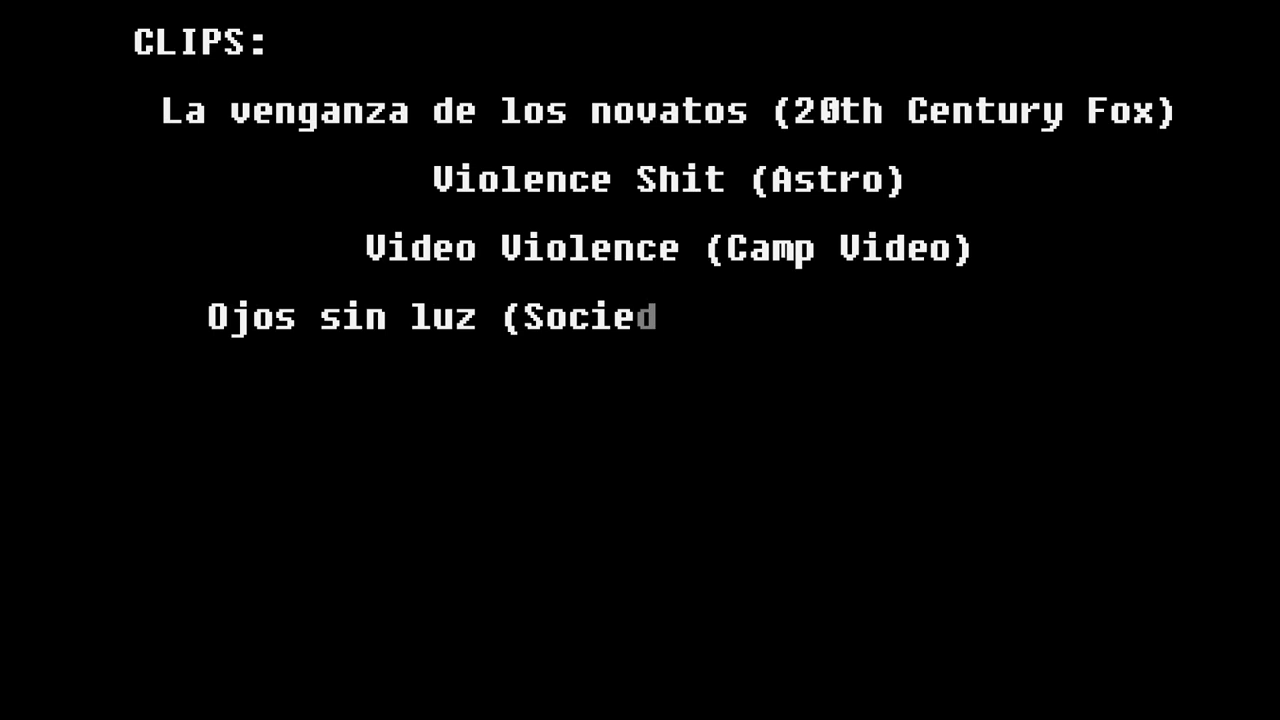 CLIPS:
La venganza de los novatos (20th Century Fox)
Violence Shit (Astro)
Video Violence (Camp Video)
Ojos sin luz (Socied